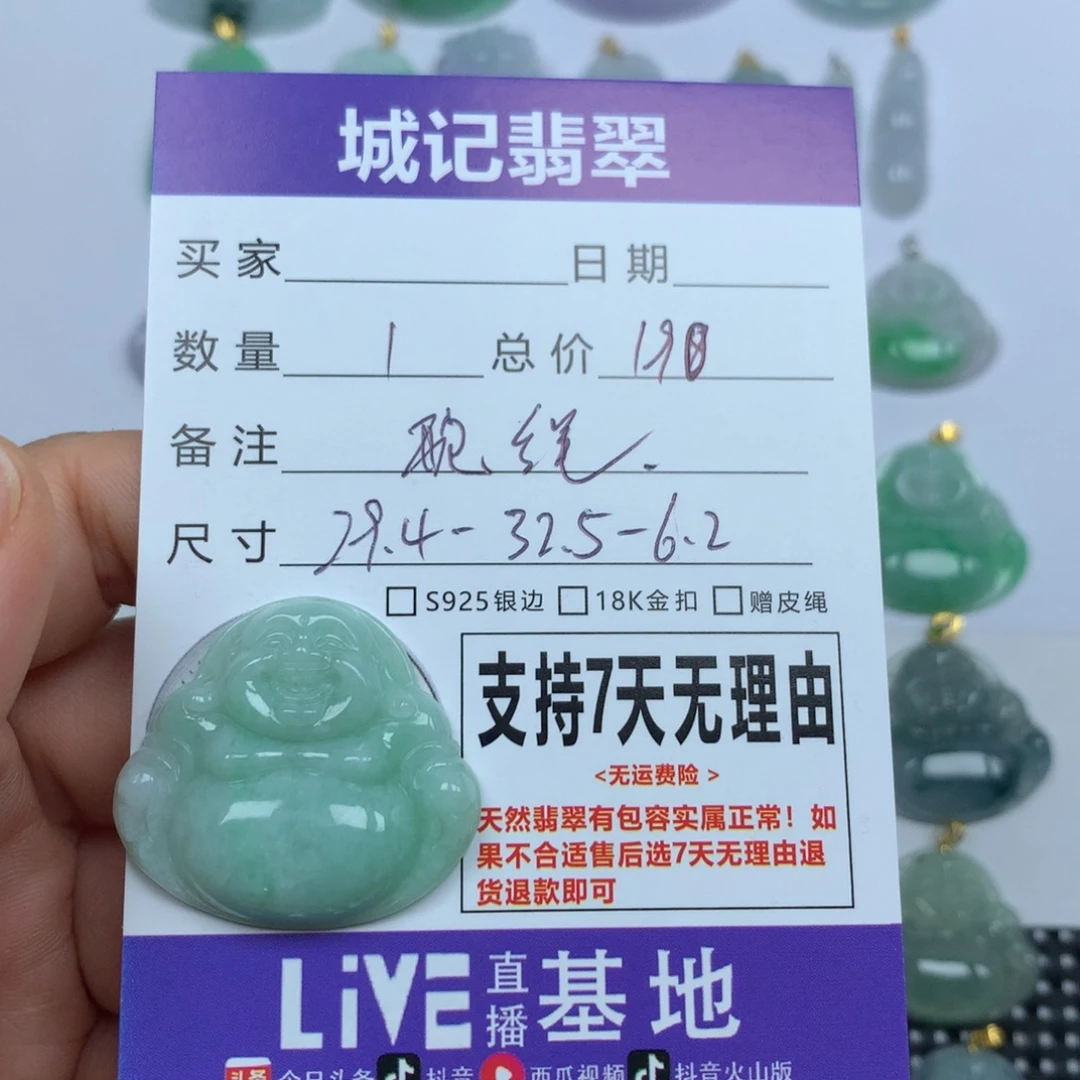 城记翡翠
买家 日期
数量 1 总价 198
备注 配绳.
尺寸 29.4-32.5-6.2
S925银边 18K金扣 赠皮绳
支持7天无理由
<无运费险>
天然翡翠有包容实属正常！如
果不合适售后选7天无理由退
货退款即可
LiVE 直播 基地
头条 今日头条 抖音 西瓜视频 抖音火山版